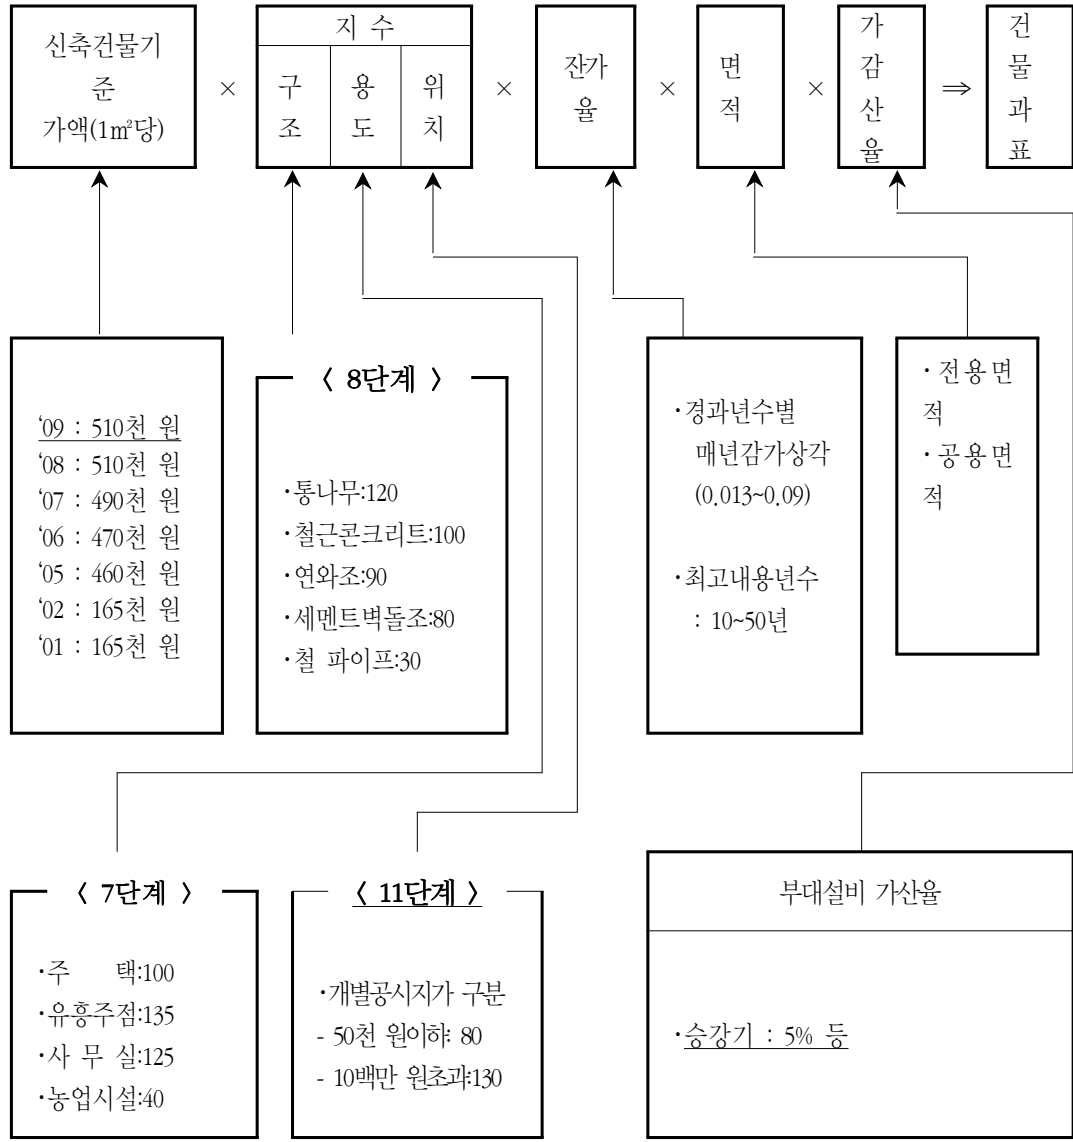 신축건물기
준
가액(1㎡당)
×
지 수
구
조
용
도
위
치
×
잔가
율
×
면
적
×
가
감
산
율
⇒
건
물
과
표
‘09 : 510천 원
‘08 : 510천 원
‘07 : 490천 원
‘06 : 470천 원
‘05 : 460천 원
‘02 : 165천 원
‘01 : 165천 원
〈 8단계 〉
·통나무:120
·철근콘크리트:100
·연와조:90
·세멘트벽돌조:80
·철 파이프:30
·경과년수별
매년감가상각
(0.013~0.09)
·최고내용년수
: 10~50년
·전용면
적
·공용면
적
〈 7단계 〉
·주 택:100
·유흥주점:135
·사 무 실:125
·농업시설:40
〈 11단계 〉
·개별공시지가 구분
- 50천 원이하: 80
- 10백만 원초과:130
부대설비 가산율
·승강기 : 5% 등